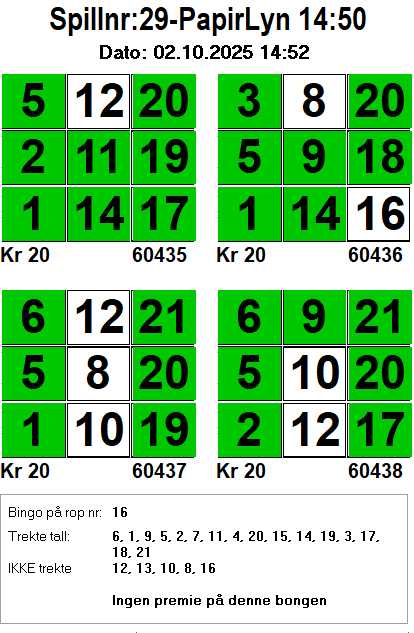 Spillnr:29-PapirLyn 14:50
Dato: 02.10.2025 14:52
5 12 20 3 8 20
2 11 19 5 9 18
1 14 17 1 14 16
Kr 20 60435 Kr 20 60436
6 12 21 6 9 21
5 8 20 5 10 20
1 10 19 2 12 17
Kr 20 60437 Kr 20 60438
Bingo på rop nr: 16
Trekte tall: 6, 1, 9, 5, 2, 7, 11, 4, 20, 15, 14, 19, 3, 17,
18, 21
IKKE trekte 12, 13, 10, 8, 16
Ingen premie på denne bongen